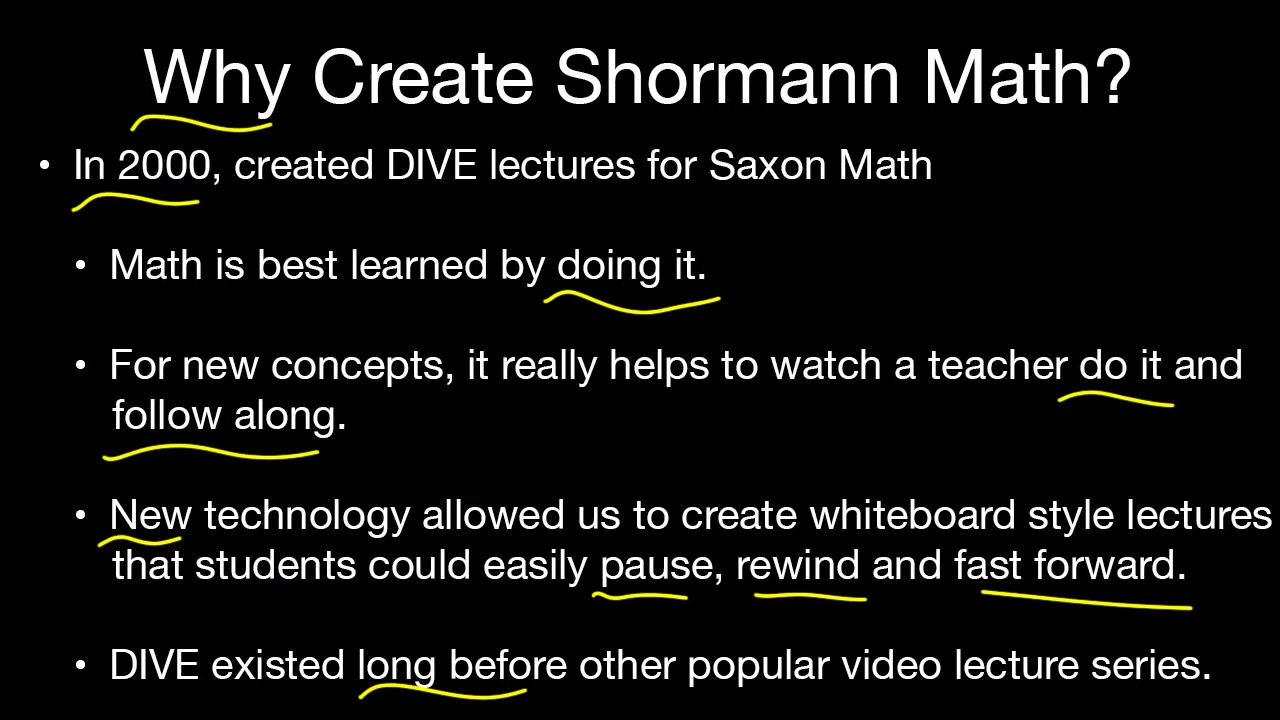 Why Create Shormann Math?
• In 2000, created DIVE lectures for Saxon Math
• Math is best learned by doing it.
• For new concepts, it really helps to watch a teacher do it and
follow along.
• New technology allowed us to create whiteboard style lectures
that students could easily pause, rewind and fast forward.
• DIVE existed long before other popular video lecture series.